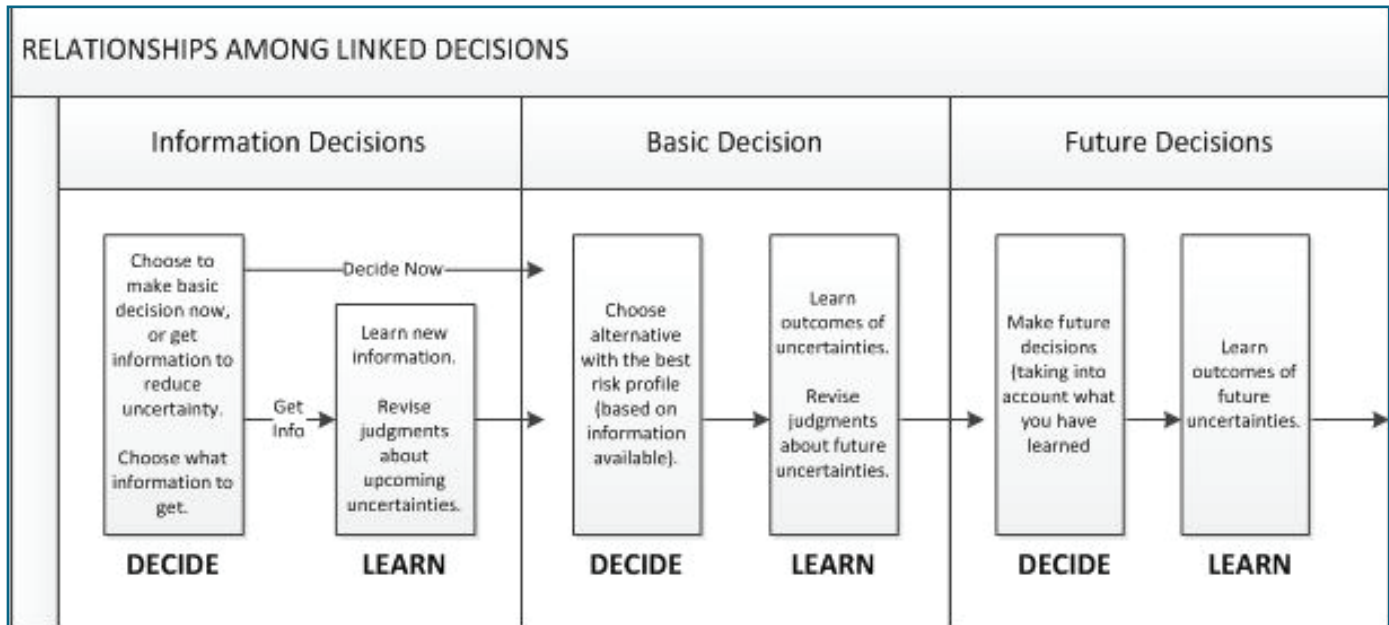 RELATIONSHIPS AMONG LINKED DECISIONS
Information Decisions
Basic Decision
Future Decisions
Choose to
make basic
decision now,
or get
information to
reduce
uncertainty.
Choose what
information to
get.
DECIDE
Decide Now
Get
Info
Learn new
information.
Revise
judgments
about
upcoming
uncertainties.
LEARN
Choose
alternative
with the best
risk profile
(based on
information
available).
DECIDE
Learn
outcomes of
uncertainties.
Revise
judgments
about future
uncertainties.
LEARN
Make future
decisions
(taking into
account what
you have
learned
DECIDE
Learn
outcomes of
future
uncertainties.
LEARN